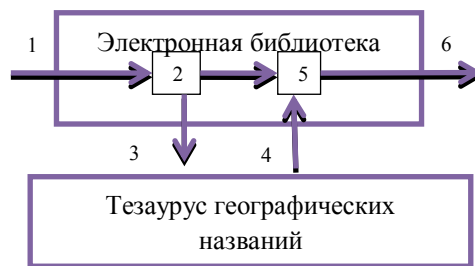 1 Электронная библиотека 6
2 5
3 4
Тезаурус географических
названий